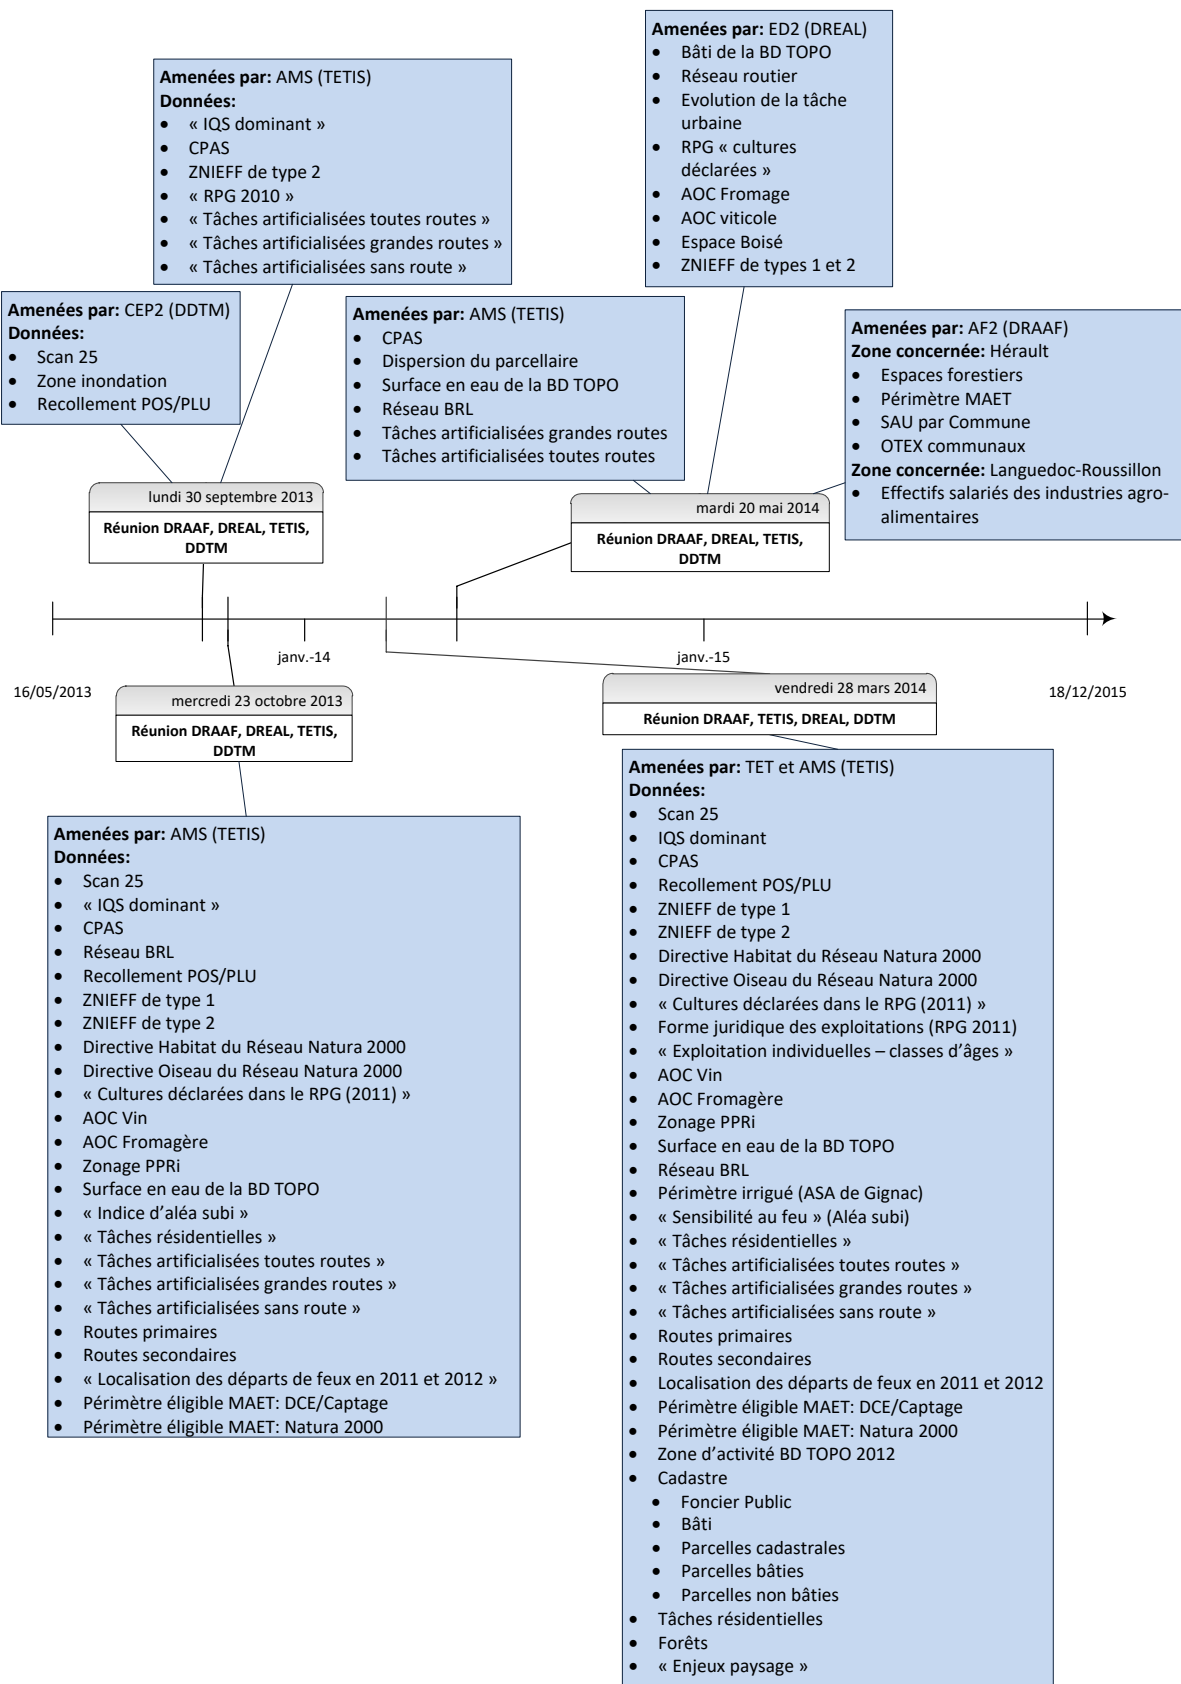 Amenées par: ED2 (DREAL)
• Bâti de la BD TOPO
• Réseau routier
• Evolution de la tâche
urbaine
• RPG « cultures
déclarées »
• AOC Fromage
• AOC viticole
• Espace Boisé
• ZNIEFF de types 1 et 2
Amenées par: AMS (TETIS)
Données:
• « IQS dominant »
• CPAS
• ZNIEFF de type 2
• « RPG 2010 »
• « Tâches artificialisées toutes routes »
• « Tâches artificialisées grandes routes »
• « Tâches artificialisées sans route »
Amenées par: CEP2 (DDTM)
Données:
• Scan 25
• Zone inondation
• Recollement POS/PLU
Amenées par: AMS (TETIS)
• CPAS
• Dispersion du parcellaire
• Surface en eau de la BD TOPO
• Réseau BRL
• Tâches artificialisées grandes routes
• Tâches artificialisées toutes routes
Amenées par: AF2 (DRAAF)
Zone concernée: Hérault
• Espaces forestiers
• Périmètre MAET
• SAU par Commune
• OTEX communaux
Zone concernée: Languedoc-Roussillon
• Effectifs salariés des industries agro-
alimentaires
lundi 30 septembre 2013
Réunion DRAAF, DREAL, TETIS,
DDTM
mardi 20 mai 2014
Réunion DRAAF, DREAL, TETIS,
DDTM
janv.-14
janv.-15
16/05/2013
18/12/2015
mercredi 23 octobre 2013
Réunion DRAAF, DREAL, TETIS,
DDTM
vendredi 28 mars 2014
Réunion DRAAF, TETIS, DREAL, DDTM
Amenées par: AMS (TETIS)
Données:
• Scan 25
• « IQS dominant »
• CPAS
• Réseau BRL
• Recollement POS/PLU
• ZNIEFF de type 1
• ZNIEFF de type 2
• Directive Habitat du Réseau Natura 2000
• Directive Oiseau du Réseau Natura 2000
• « Cultures déclarées dans le RPG (2011) »
• AOC Vin
• AOC Fromagère
• Zonage PPRi
• Surface en eau de la BD TOPO
• « Indice d’aléa subi »
• « Tâches résidentielles »
• « Tâches artificialisées toutes routes »
• « Tâches artificialisées grandes routes »
• « Tâches artificialisées sans route »
• Routes primaires
• Routes secondaires
• « Localisation des départs de feux en 2011 et 2012 »
• Périmètre éligible MAET: DCE/Captage
• Périmètre éligible MAET: Natura 2000
Amenées par: TET et AMS (TETIS)
Données:
• Scan 25
• IQS dominant
• CPAS
• Recollement POS/PLU
• ZNIEFF de type 1
• ZNIEFF de type 2
• Directive Habitat du Réseau Natura 2000
• Directive Oiseau du Réseau Natura 2000
• « Cultures déclarées dans le RPG (2011) »
• Forme juridique des exploitations (RPG 2011)
• « Exploitation individuelles – classes d’âges »
• AOC Vin
• AOC Fromagère
• Zonage PPRi
• Surface en eau de la BD TOPO
• Réseau BRL
• Périmètre irrigué (ASA de Gignac)
• « Sensibilité au feu » (Aléa subi)
• « Tâches résidentielles »
• « Tâches artificialisées toutes routes »
• « Tâches artificialisées grandes routes »
• « Tâches artificialisées sans route »
• Routes primaires
• Routes secondaires
• Localisation des départs de feux en 2011 et 2012
• Périmètre éligible MAET: DCE/Captage
• Périmètre éligible MAET: Natura 2000
• Zone d’activité BD TOPO 2012
• Cadastre
• Foncier Public
• Bâti
• Parcelles cadastrales
• Parcelles bâties
• Parcelles non bâties
• Tâches résidentielles
• Forêts
• « Enjeux paysage »